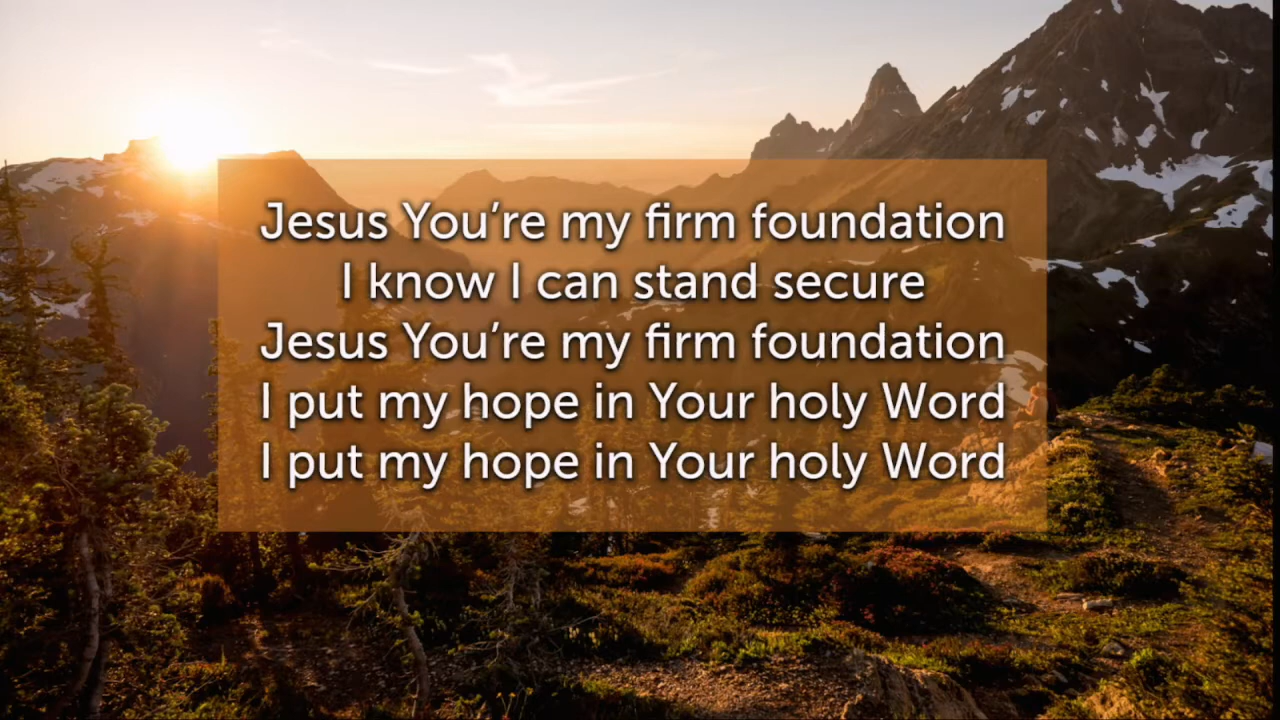 Jesus You’re my firm foundation
I know I can stand secure
Jesus You’re my firm foundation
I put my hope in Your holy Word
I put my hope in Your holy Word